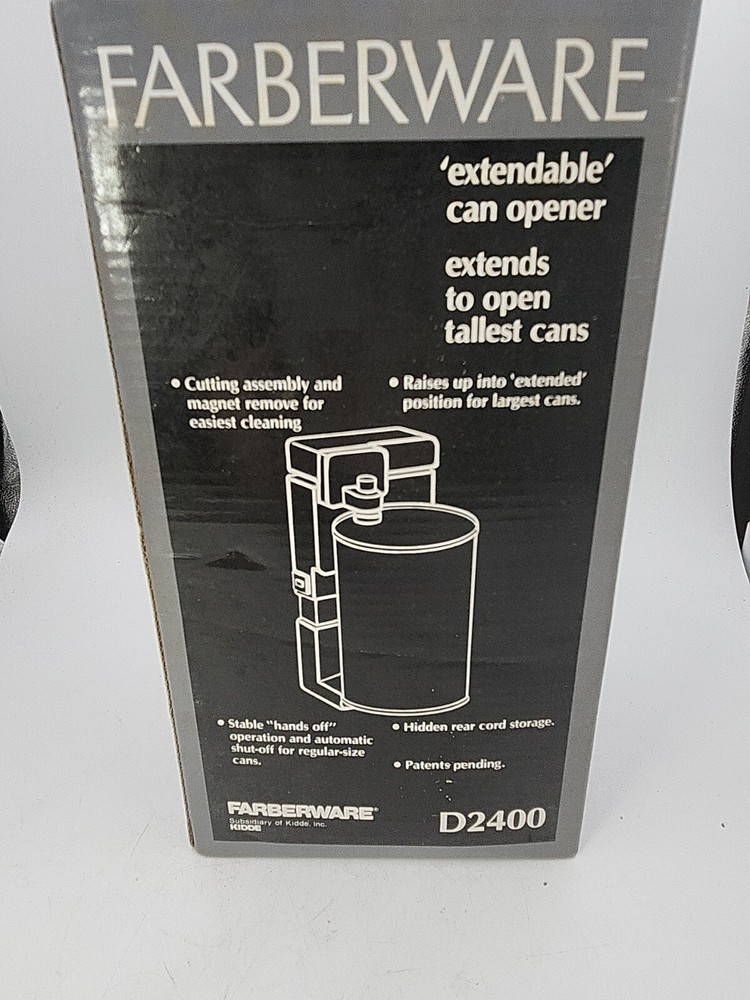 FARBERWARE
'extendable'
can opener
extends
to open
tallest cans
• Cutting assembly and
magnet remove for
easiest cleaning
• Raises up into 'extended'
position for largest cans.
• Stable "hands off"
operation and automatic
shut-off for regular-size
cans.
• Hidden rear cord storage.
• Patents pending.
FARBERWARE®
Subsidiary of Kidde, Inc.
KIDDE
D2400